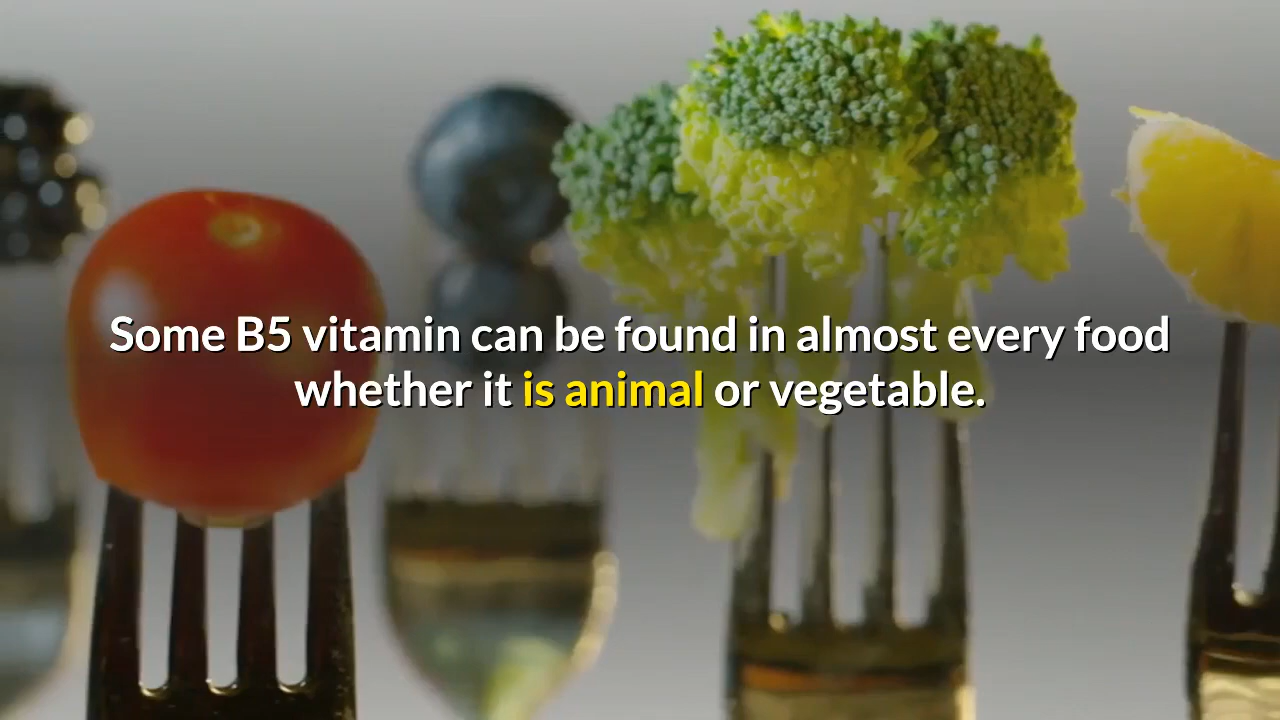 Some B5 vitamin can be found in almost every food
whether it is animal or vegetable.